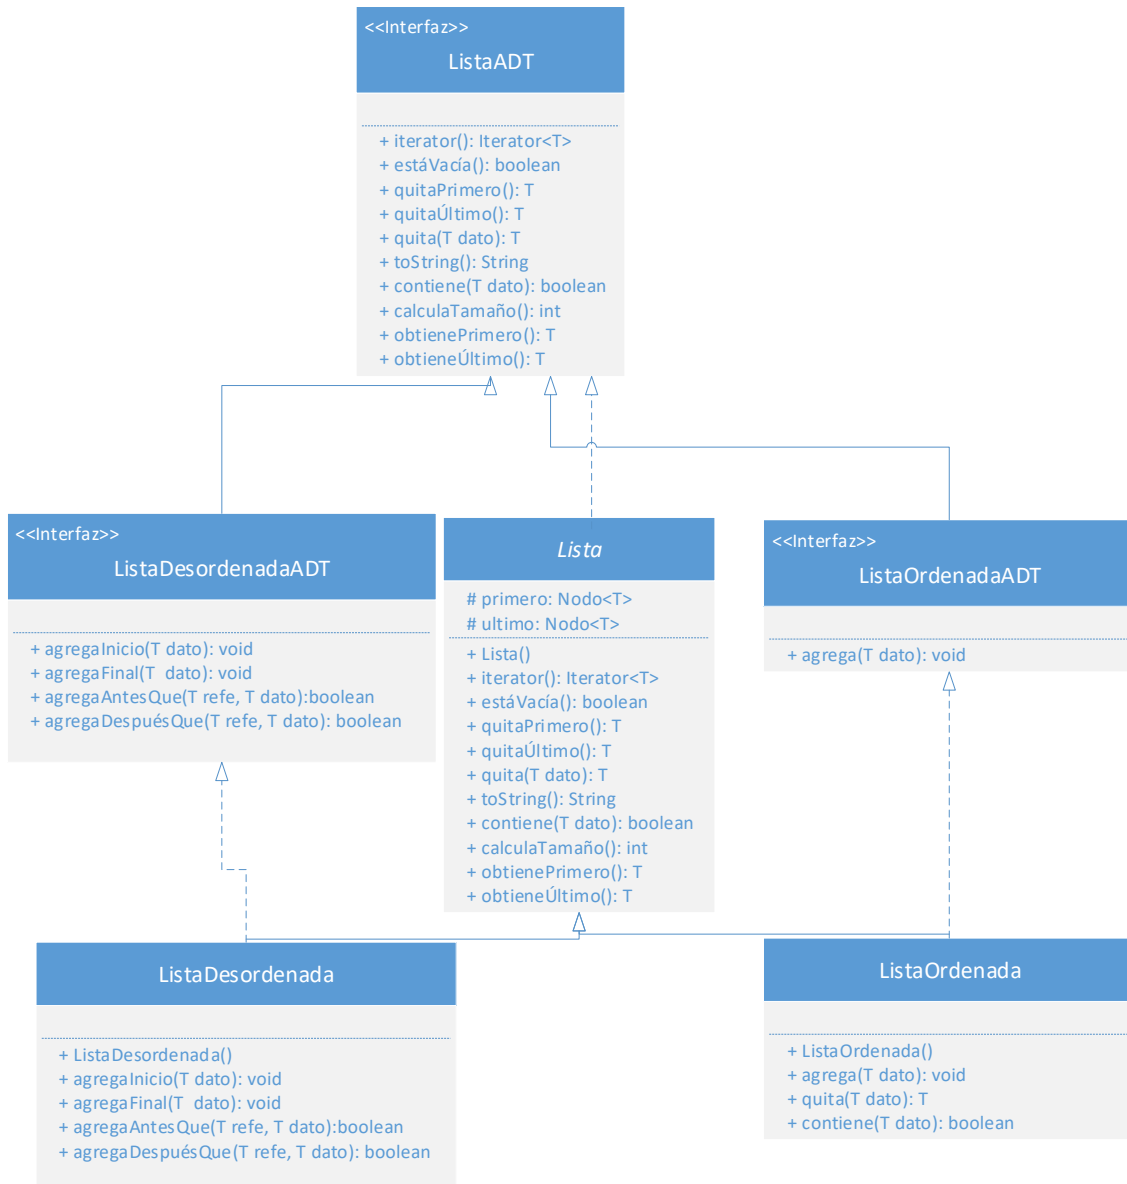 <<Interfaz>>
ListaADT
+ iterator(): Iterator<T>
+ estáVacía(): boolean
+ quitaPrimero(): T
+ quitaÚltimo(): T
+ quita(T dato): T
+ toString(): String
+ contiene(T dato): boolean
+ calculaTamaño(): int
+ obtienePrimero(): T
+ obtieneÚltimo(): T
<<Interfaz>>
ListaDesordenadaADT
+ agregaInicio(T dato): void
+ agregaFinal(T  dato): void
+ agregaAntesQue(T refe, T dato):boolean
+ agregaDespuésQue(T refe, T dato): boolean
Lista
# primero: Nodo<T>
# ultimo: Nodo<T>
+ Lista()
+ iterator(): Iterator<T>
+ estáVacía(): boolean
+ quitaPrimero(): T
+ quitaÚltimo(): T
+ quita(T dato): T
+ toString(): String
+ contiene(T dato): boolean
+ calculaTamaño(): int
+ obtienePrimero(): T
+ obtieneÚltimo(): T
<<Interfaz>>
ListaOrdenadaADT
+ agrega(T dato): void
ListaDesordenada
+ ListaDesordenada()
+ agregaInicio(T dato): void
+ agregaFinal(T  dato): void
+ agregaAntesQue(T refe, T dato):boolean
+ agregaDespuésQue(T refe, T dato): boolean
ListaOrdenada
+ ListaOrdenada()
+ agrega(T dato): void
+ quita(T dato): T
+ contiene(T dato): boolean